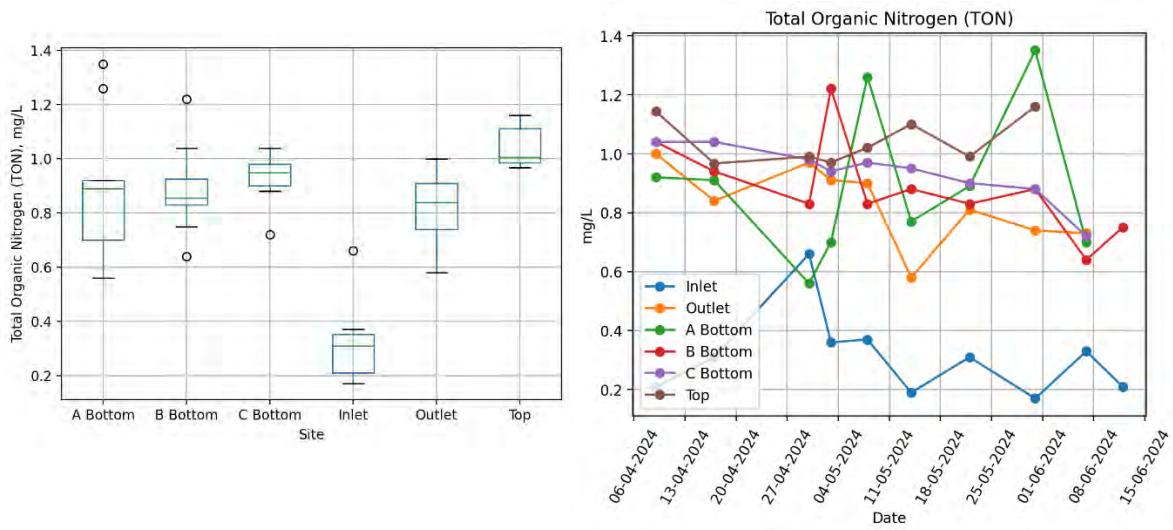 Total Organic Nitrogen (TON), mg/L
1.4
1.2
1.0
0.8
0.6
0.4
0.2
A Bottom B Bottom C Bottom Inlet Outlet Top
Site
Total Organic Nitrogen (TON)
mg/L
1.4
1.2
1.0
0.8
0.6
0.4
0.2
Inlet
Outlet
A Bottom
B Bottom
C Bottom
Top
06-04-2024
13-04-2024
20-04-2024
27-04-2024
04-05-2024
11-05-2024
18-05-2024
25-05-2024
01-06-2024
08-06-2024
15-06-2024
Date